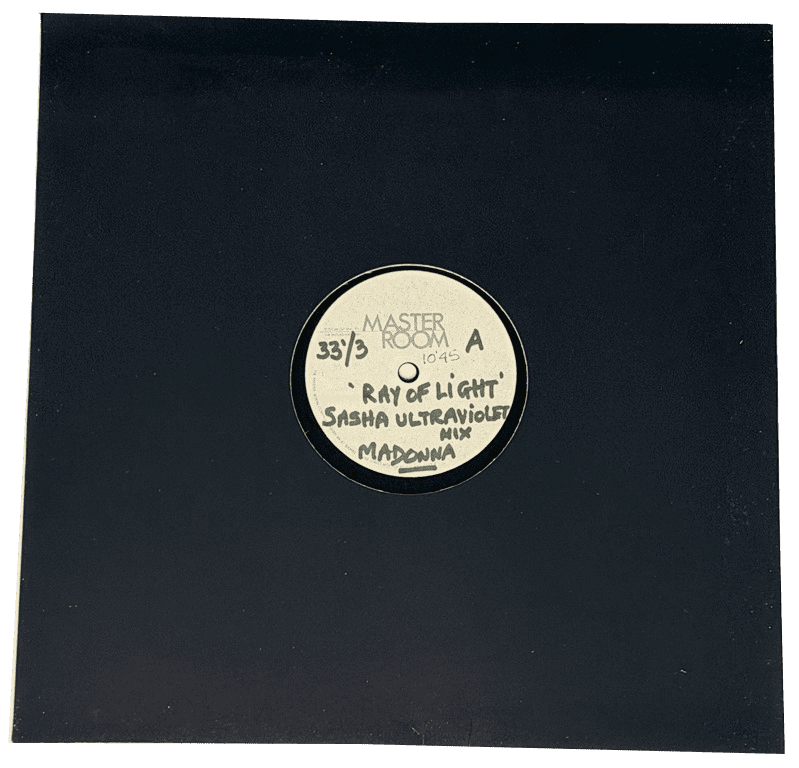 MASTER
ROOM
33⅓
A
10'45
'RAY OF LiGHT'
SASHA ULTRAViOLET
MIX
MADONNA